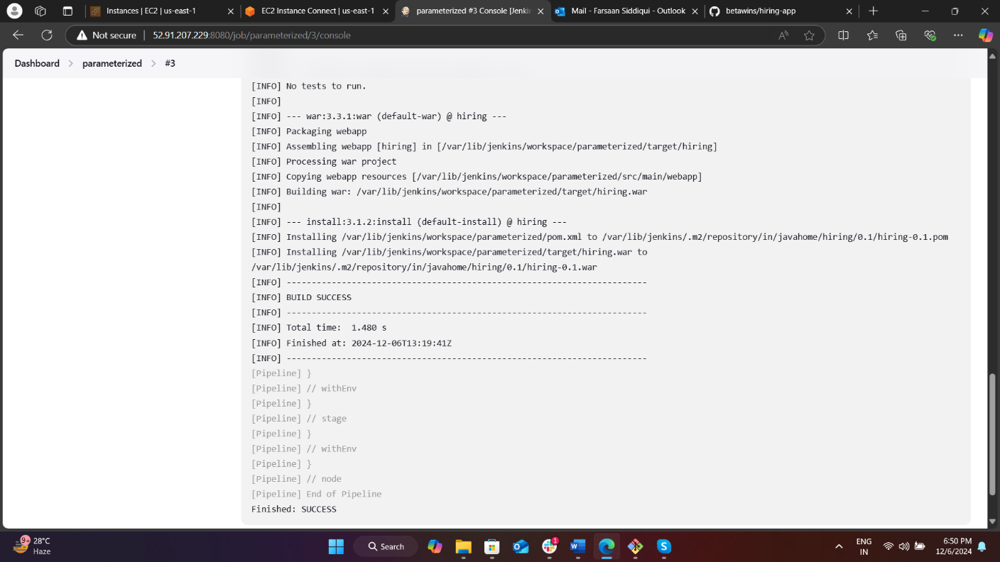 Instances | EC2 | us-east-1
EC2 Instance Connect | us-east-1
parameterized #3 Console [Jenkin
Mail - Farsaan Siddiqui - Outlook
betawins/hiring-app
Not secure
52.91.207.229:8080/job/parameterized/3/console
Dashboard > parameterized > #3
[INFO] No tests to run.
[INFO]
[INFO] --- war:3.3.1:war (default-war) @ hiring ---
[INFO] Packaging webapp
[INFO] Assembling webapp [hiring] in [/var/lib/jenkins/workspace/parameterized/target/hiring]
[INFO] Processing war project
[INFO] Copying webapp resources [/var/lib/jenkins/workspace/parameterized/src/main/webapp]
[INFO] Building war: /var/lib/jenkins/workspace/parameterized/target/hiring.war
[INFO]
[INFO] --- install:3.1.2:install (default-install) @ hiring ---
[INFO] Installing /var/lib/jenkins/workspace/parameterized/pom.xml to /var/lib/jenkins/.m2/repository/in/javahome/hiring/0.1/hiring-0.1.pom
[INFO] Installing /var/lib/jenkins/workspace/parameterized/target/hiring.war to
/var/lib/jenkins/.m2/repository/in/javahome/hiring/0.1/hiring-0.1.war
[INFO] ------------------------------------------------------------------------
[INFO] BUILD SUCCESS
[INFO] ------------------------------------------------------------------------
[INFO] Total time:  1.480 s
[INFO] Finished at: 2024-12-06T13:19:41Z
[INFO] ------------------------------------------------------------------------
[Pipeline] }
[Pipeline] // withEnv
[Pipeline] }
[Pipeline] // stage
[Pipeline] }
[Pipeline] // withEnv
[Pipeline] }
[Pipeline] // node
[Pipeline] End of Pipeline
Finished: SUCCESS
9+
28°C
Haze
Search
1
ENG
IN
6:50 PM
12/6/2024